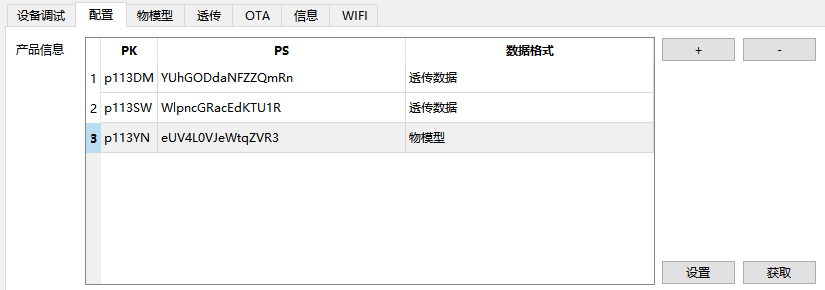 设备调试 配置 物模型 透传 OTA 信息 WIFI
产品信息 PK PS 数据格式 + -
1 p113DM YUhGODdaNFZZQmRn 透传数据
2 p113SW WlpncGRacEdKTU1R 透传数据
3 p113YN eUV4L0VJeWtqZVR3 物模型
设置 获取